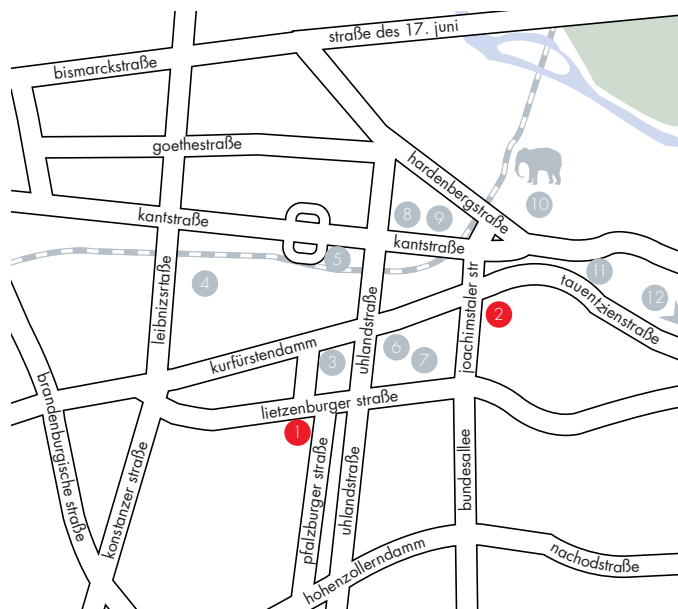 straße des 17. juni
bismarckstraße
goethestraße
hardenbergstraße
kantstraße
8
9
10
kantstraße
5
4
leibnizsrtaße
uhlandstraße
joachimstaler str
11
12
tauentzienstraße
2
kurfürstendamm
3
6
7
brandenburgische straße
lietzenburger straße
1
konstanzer straße
pfalzburger straße
uhlandstraße
bundesallee
hohenzollerndamm
nachodstraße